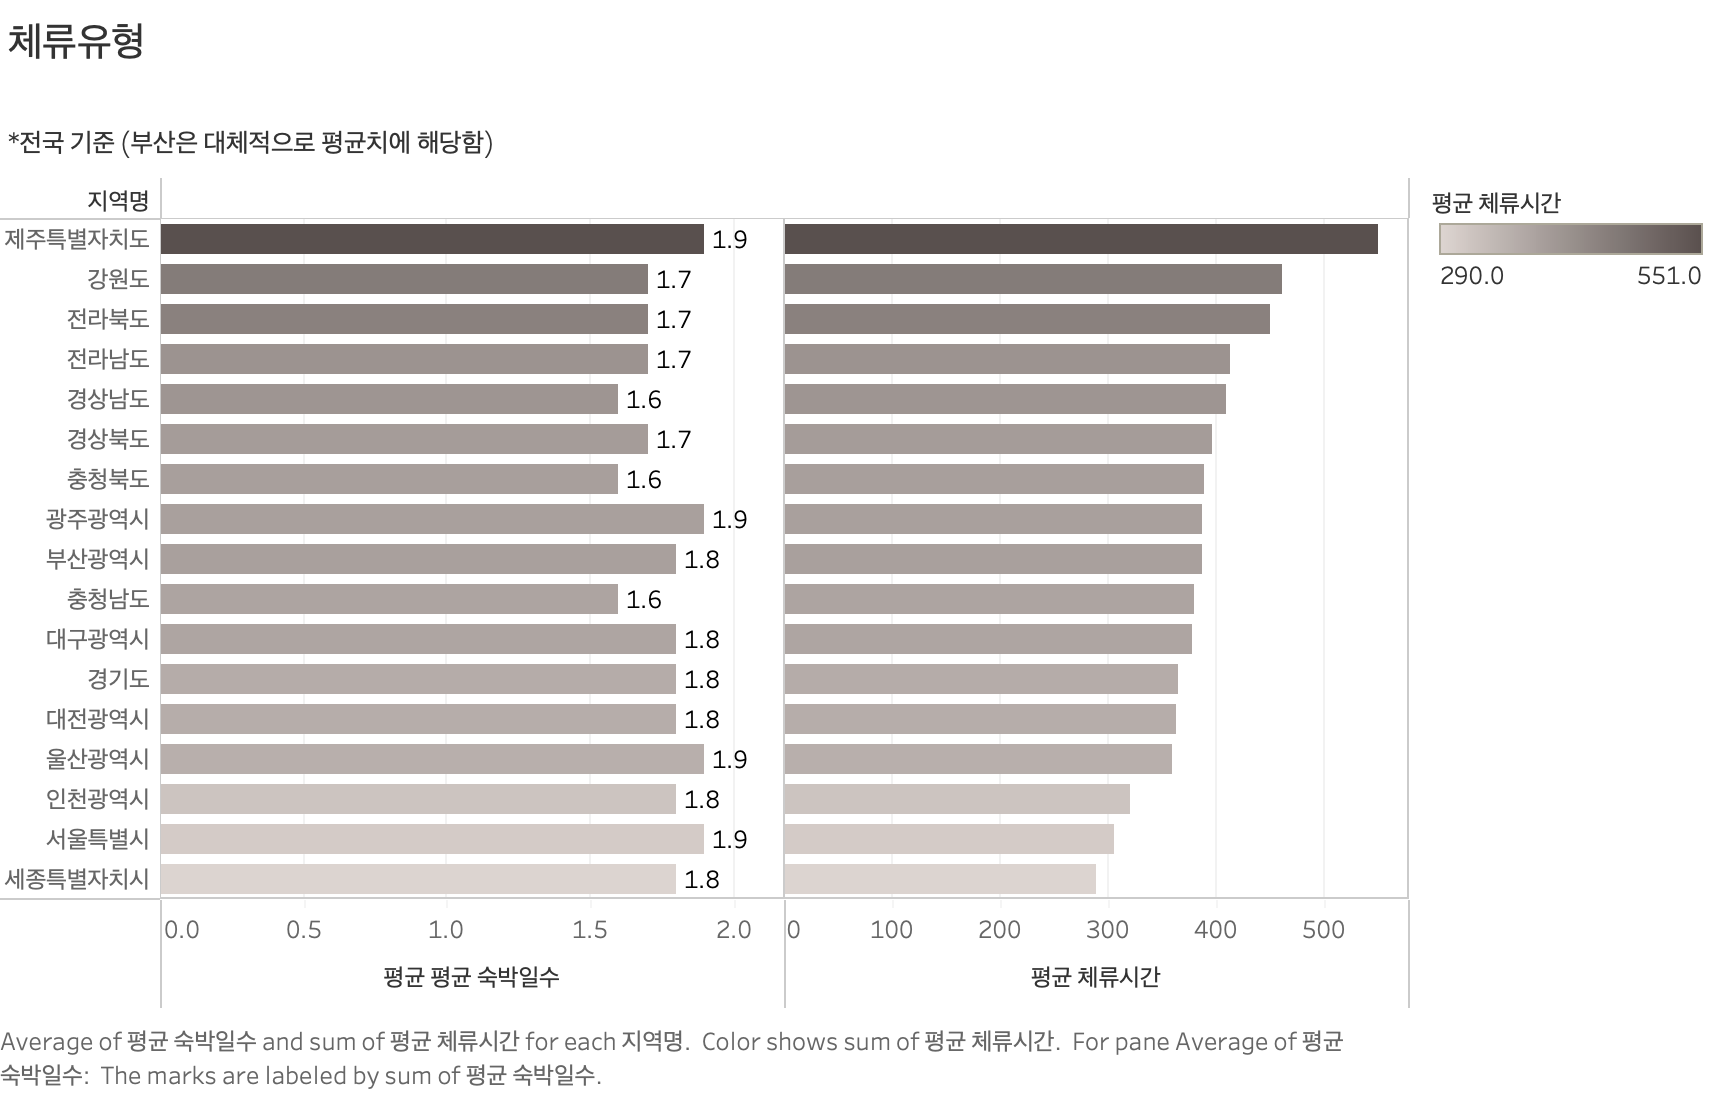 체류유형
*전국 기준 (부산은 대체적으로 평균치에 해당함)
지역명
제주특별자치도 1.9
강원도 1.7
전라북도 1.7
전라남도 1.7
경상남도 1.6
경상북도 1.7
충청북도 1.6
광주광역시 1.9
부산광역시 1.8
충청남도 1.6
대구광역시 1.8
경기도 1.8
대전광역시 1.8
울산광역시 1.9
인천광역시 1.8
서울특별시 1.9
세종특별자치시 1.8
0.0 0.5 1.0 1.5 2.0 0 100 200 300 400 500
평균 평균 숙박일수 평균 체류시간
평균 체류시간
290.0 551.0
Average of 평균 숙박일수 and sum of 평균 체류시간 for each 지역명. Color shows sum of 평균 체류시간. For pane Average of 평균
숙박일수: The marks are labeled by sum of 평균 숙박일수.